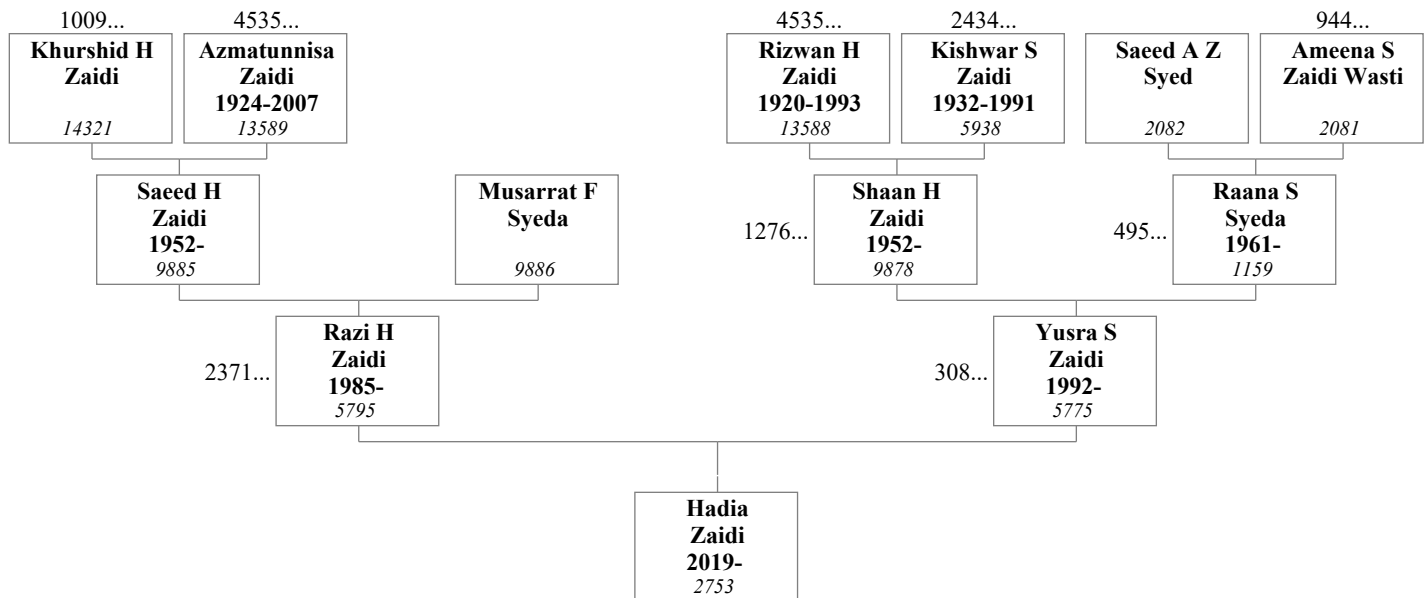 1009...
4535...
4535...
2434...
944...
Khurshid H
Zaidi
14321
Azmatunnisa
Zaidi
1924-2007
13589
Rizwan H
Zaidi
1920-1993
13588
Kishwar S
Zaidi
1932-1991
5938
Saeed A Z
Syed
2082
Ameena S
Zaidi Wasti
2081
Saeed H
Zaidi
1952-
9885
Musarrat F
Syeda
9886
1276...
Shaan H
Zaidi
1952-
9878
495...
Raana S
Syeda
1961-
1159
2371...
Razi H
Zaidi
1985-
5795
308...
Yusra S
Zaidi
1992-
5775
Hadia
Zaidi
2019-
2753